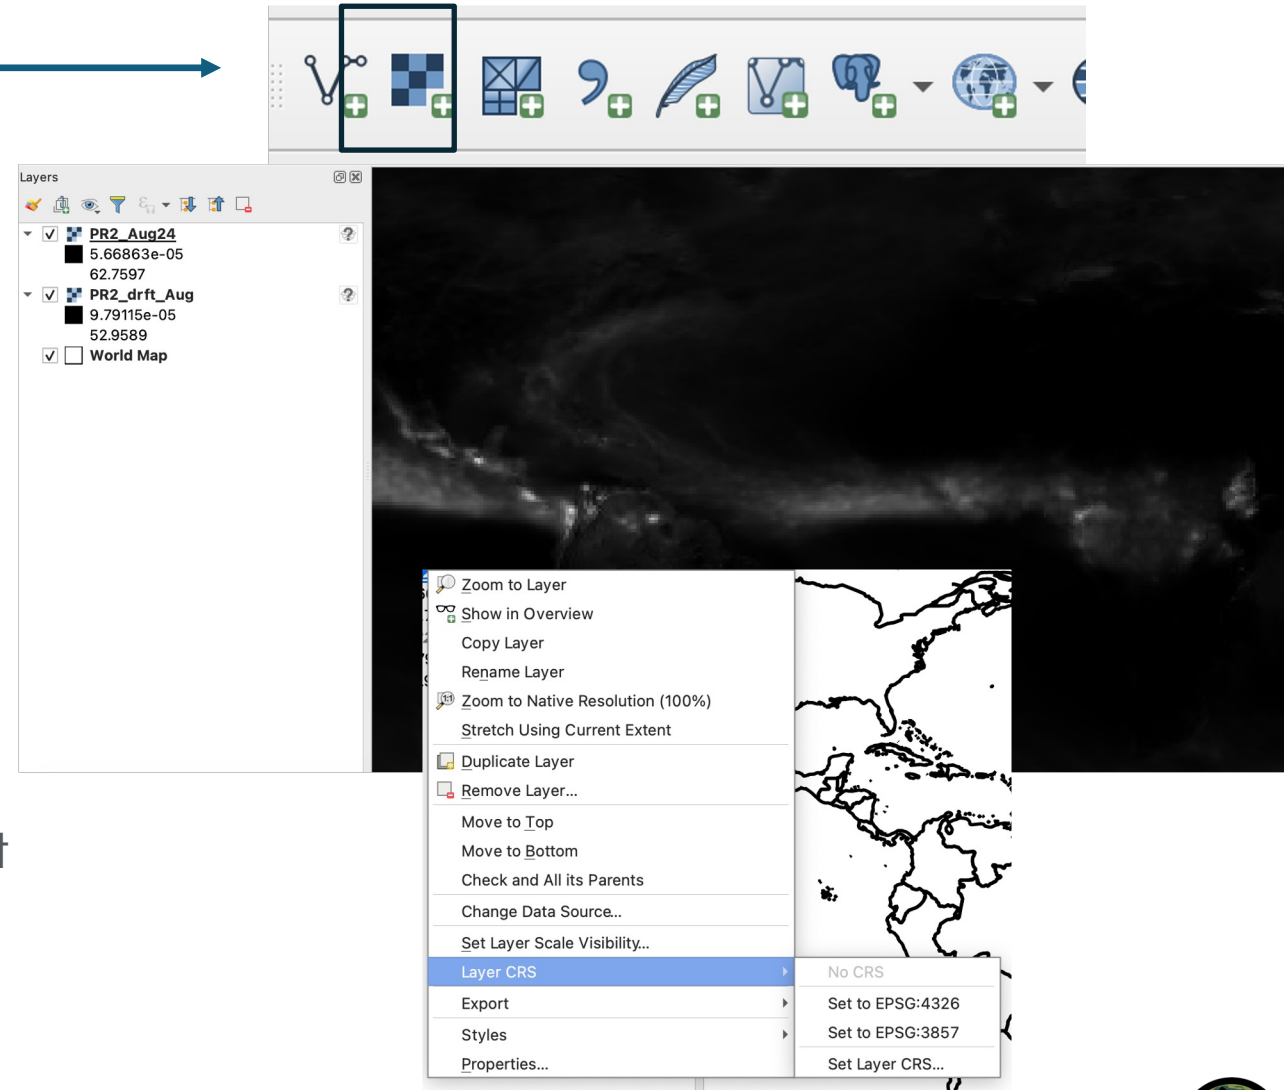 Layers
PR2_Aug24
5.66863e-05
62.7597
PR2_drft_Aug
9.79115e-05
52.9589
World Map
Zoom to Layer
Show in Overview
Copy Layer
Rename Layer
Zoom to Native Resolution (100%)
Stretch Using Current Extent
Duplicate Layer
Remove Layer...
Move to Top
Move to Bottom
Check and All its Parents
Change Data Source...
Set Layer Scale Visibility...
Layer CRS
No CRS
Export
Set to EPSG:4326
Styles
Set to EPSG:3857
Properties...
Set Layer CRS...